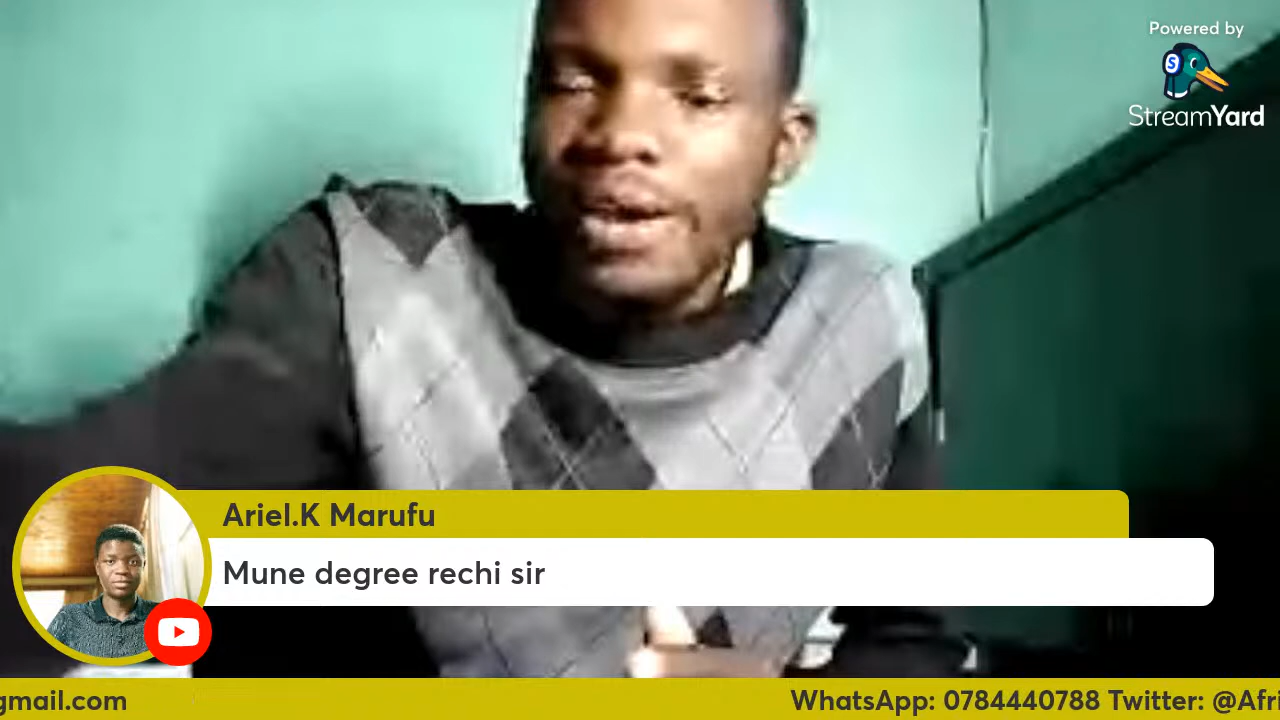 Powered by
StreamYard
Ariel.K Marufu
Mune degree rechi sir
gmail.com
WhatsApp: 0784440788 Twitter: @Afri